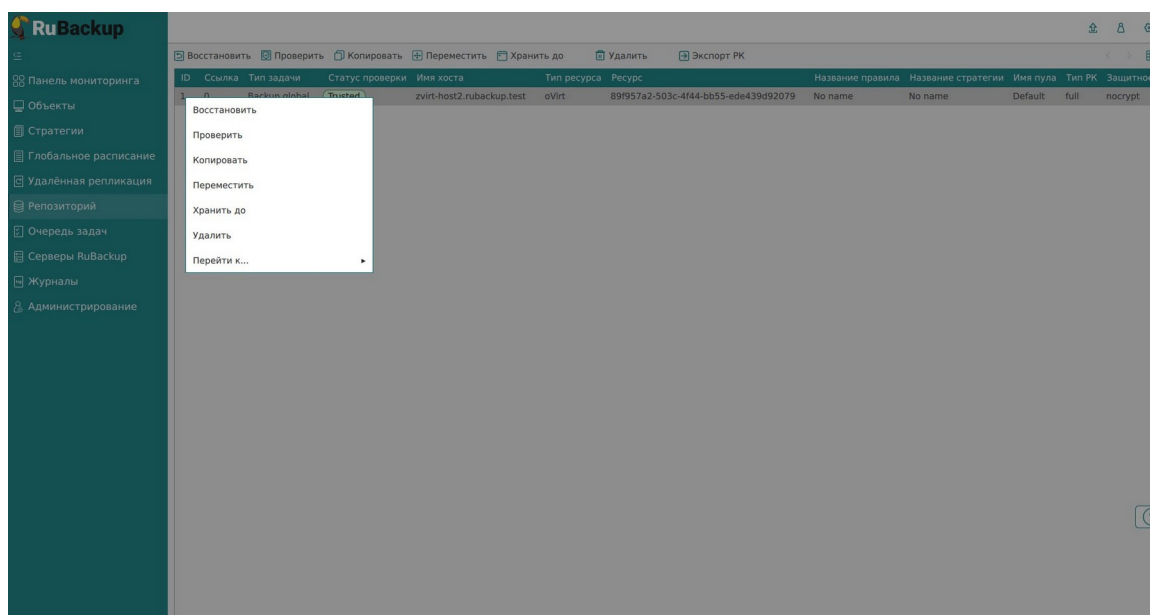 RuBackup
Восстановить Проверить Копировать Переместить Хранить до Удалить Экспорт РК
Панель мониторинга
Объекты
Стратегии
Глобальное расписание
Удалённая репликация
Репозиторий
Очередь задач
Серверы RuBackup
Журналы
Администрирование
ID Ссылка Тип задачи Статус проверки Имя хоста Тип ресурса Ресурс Название правила Название стратегии Имя пула Тип РК Защитное
1 0 Backup global Trusted zvirt-host2.rubackup.test oVirt 89f957a2-503c-4f44-bb55-ede439d92079 No name No name Default full nocrypt
Восстановить
Проверить
Копировать
Переместить
Хранить до
Удалить
Перейти к...